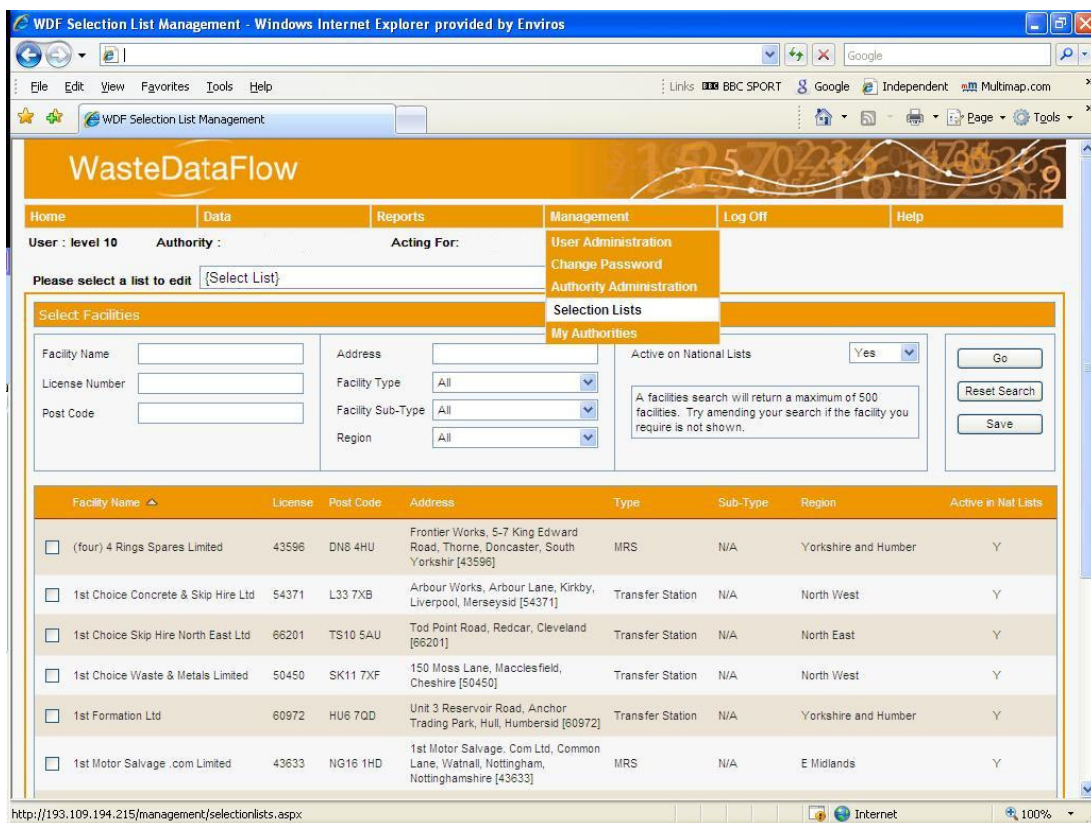 WDF Selection List Management - Windows Internet Explorer provided by Enviros
Google
File Edit View Favorites Tools Help
Links BBC SPORT Google Independent Multimap.com
WDF Selection List Management
Page Tools
WasteDataFlow
Home Data Reports Management Log Off Help
User : level 10 Authority : Acting For:
User Administration
Change Password
Authority Administration
Selection Lists
My Authorities
Please select a list to edit {Select List}
Select Facilities
Facility Name Address Active on National Lists Yes Go
License Number Facility Type All Reset Search
Post Code Facility Sub-Type All Save
Region All
A facilities search will return a maximum of 500
facilities. Try amending your search if the facility you
require is not shown.
Facility Name License Post Code Address Type Sub-Type Region Active in Nat Lists
(four) 4 Rings Spares Limited 43596 DN8 4HU Frontier Works, 5-7 King Edward
Road, Thorne, Doncaster, South
Yorkshir [43596] MRS N/A Yorkshire and Humber Y
1st Choice Concrete & Skip Hire Ltd 54371 L33 7XB Arbour Works, Arbour Lane, Kirkby,
Liverpool, Merseysid [54371] Transfer Station N/A North West Y
1st Choice Skip Hire North East Ltd 66201 TS10 5AU Tod Point Road, Redcar, Cleveland
[66201] Transfer Station N/A North East Y
1st Choice Waste & Metals Limited 50450 SK11 7XF 150 Moss Lane, Macclesfield,
Cheshire [50450] Transfer Station N/A North West Y
1st Formation Ltd 60972 HU6 7QD Unit 3 Reservoir Road, Anchor
Trading Park, Hull, Humbersid [60972] Transfer Station N/A Yorkshire and Humber Y
1st Motor Salvage .com Limited 43633 NG16 1HD 1st Motor Salvage. Com Ltd, Common
Lane, Watnall, Nottingham,
Nottinghamshire [43633] MRS N/A E Midlands Y
http://193.109.194.215/management/selectionlists.aspx Internet 100%